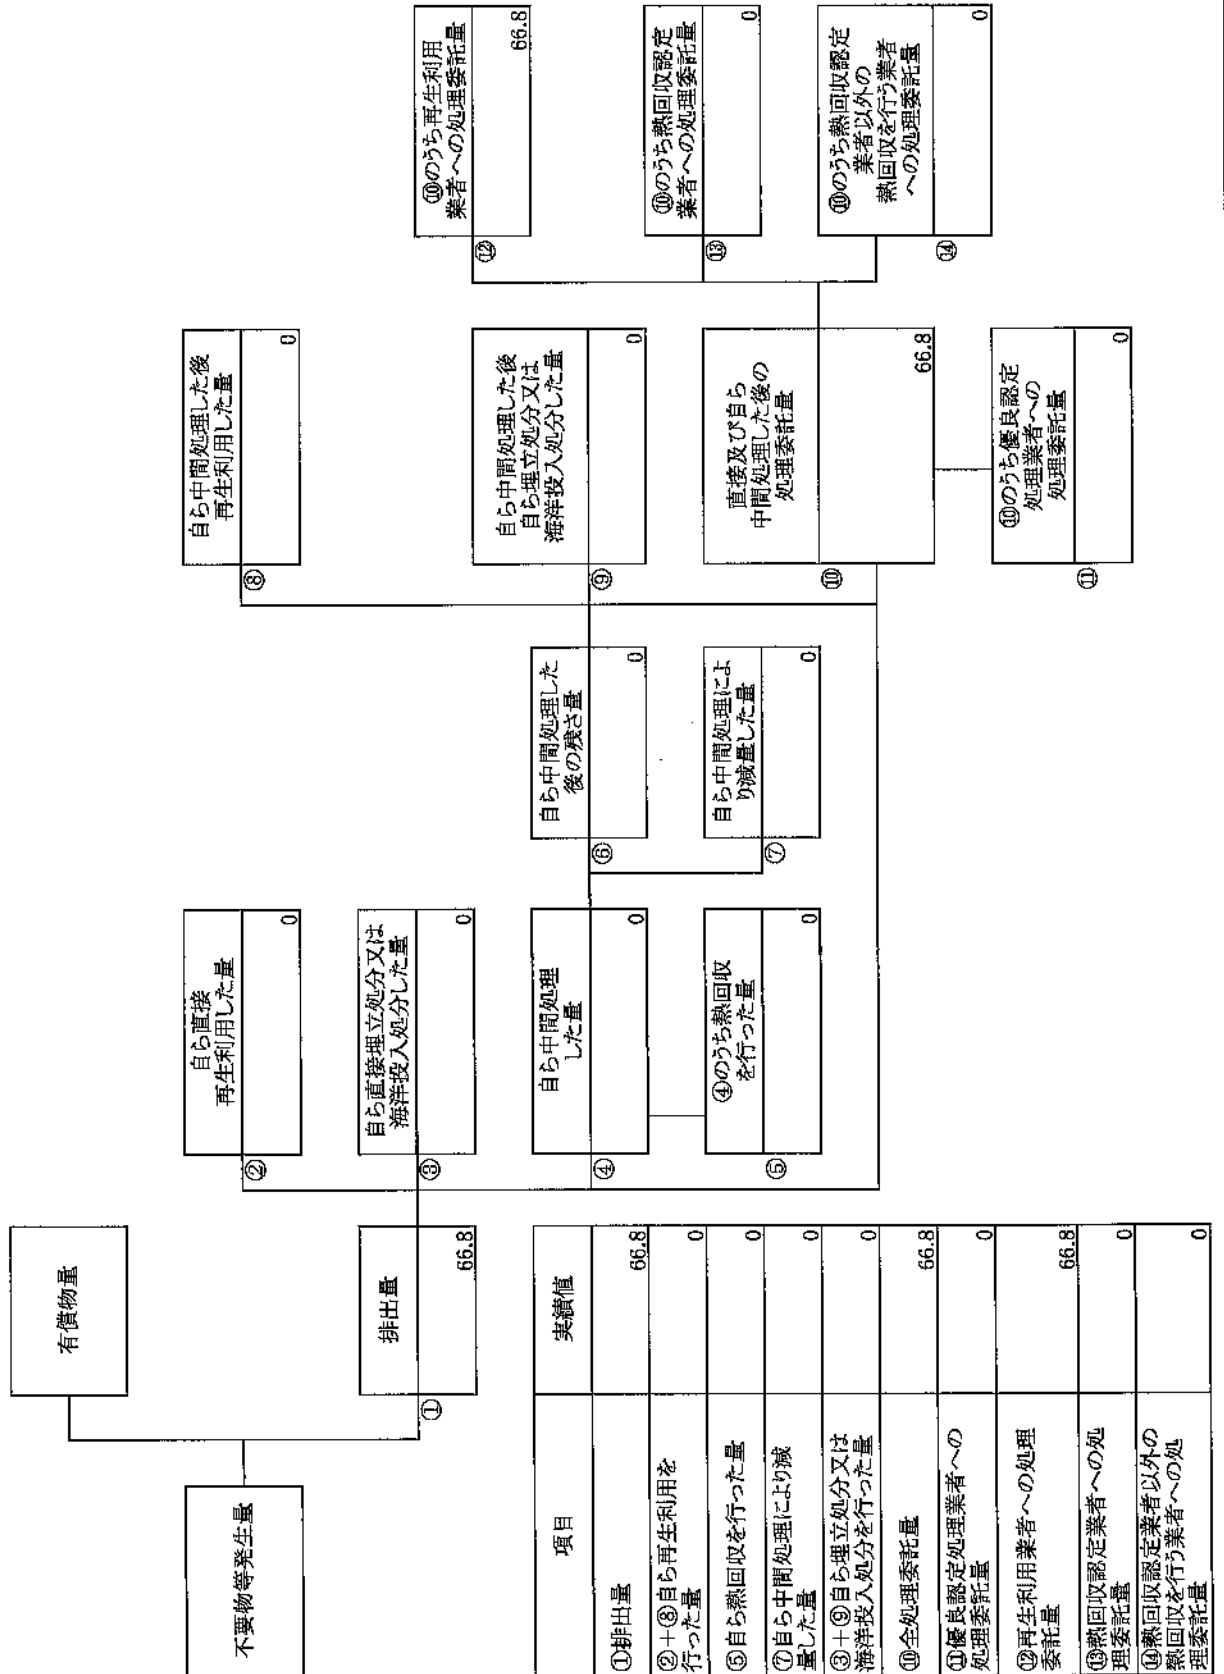 不要物等発生量
有償物量
①
排出量
66.8
②
自ら直接
再生利用した量
0
③
自ら直接埋立処分又は
海洋投入処分した量
0
④
自ら中間処理
した量
0
⑤
④のうち熱回収
を行った量
0
⑥
自ら中間処理した
後の残さ量
0
⑦
自ら中間処理によ
り減量した量
0
⑧
自ら中間処理した後
再生利用した量
0
⑨
自ら中間処理した後
自ら埋立処分又は
海洋投入処分した量
0
⑩
直接及び自ら
中間処理した後の
処理委託量
66.8
⑪
⑩のうち優良認定
処理業者への
処理委託量
0
⑫
⑩のうち再生利用
業者への処理委託量
66.8
⑬
⑩のうち熱回収認定
業者への処理委託量
0
⑭
⑩のうち熱回収認定
業者以外の
熱回収を行う業者
への処理委託量
0
項目 実績値
①排出量 66.8
②+⑧自ら再生利用を
行った量 0
⑤自ら熱回収を行った量 0
⑦自ら中間処理により減
量した量 0
③+⑨自ら埋立処分又は
海洋投入処分を行った量 0
⑩全処理委託量 66.8
⑪優良認定処理業者への
処理委託量 0
⑫再生利用業者への処理
委託量 66.8
⑬熱回収認定業者への処
理委託量 0
⑭熱回収認定業者以外の
熱回収を行う業者への処
理委託量 0